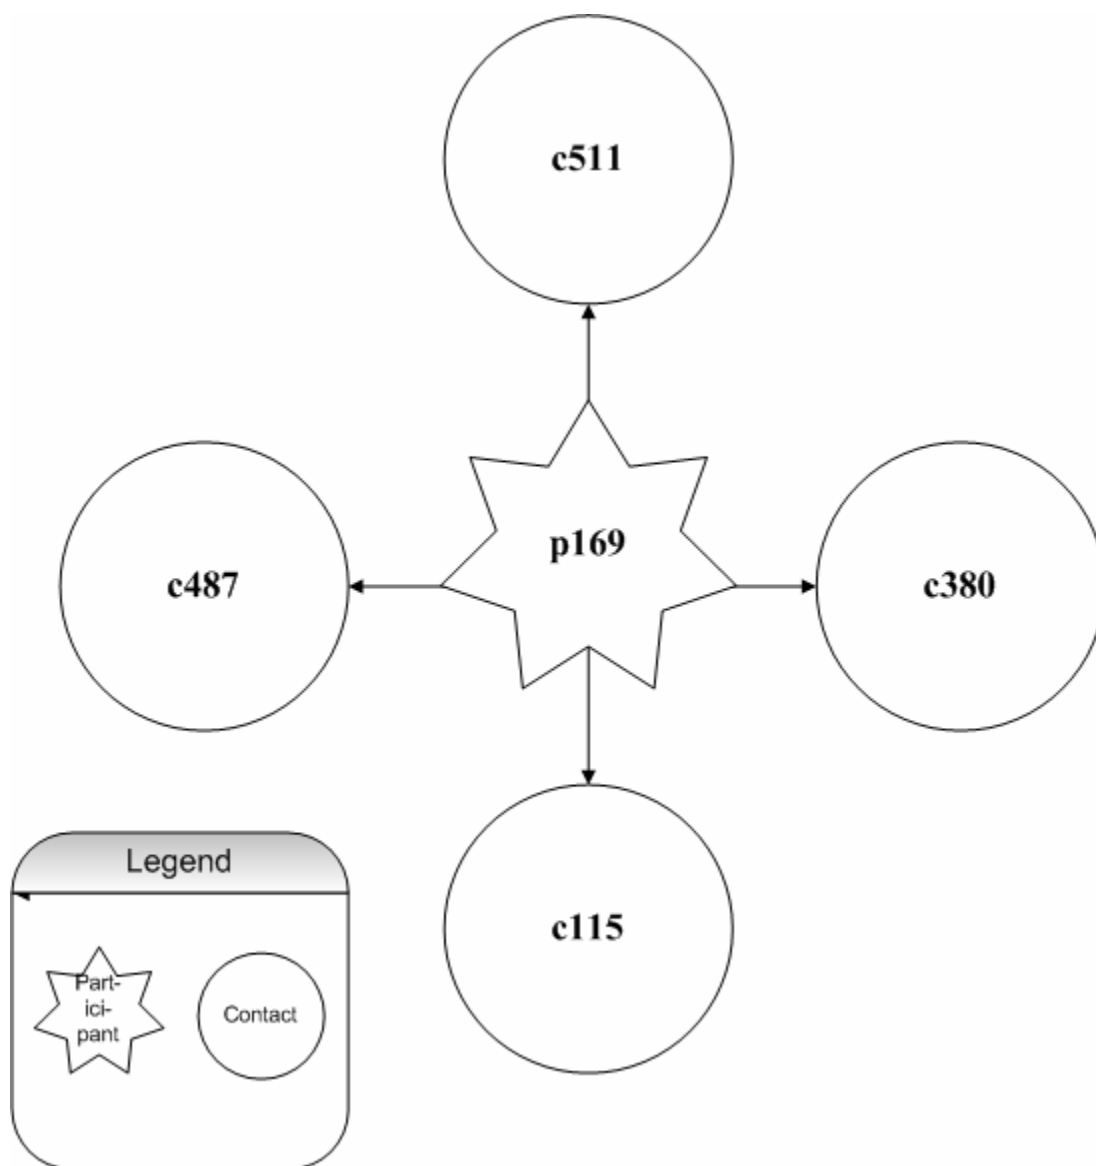 c511
p169
c487
c380
c115
Legend
Part-
ici-
pant
Contact